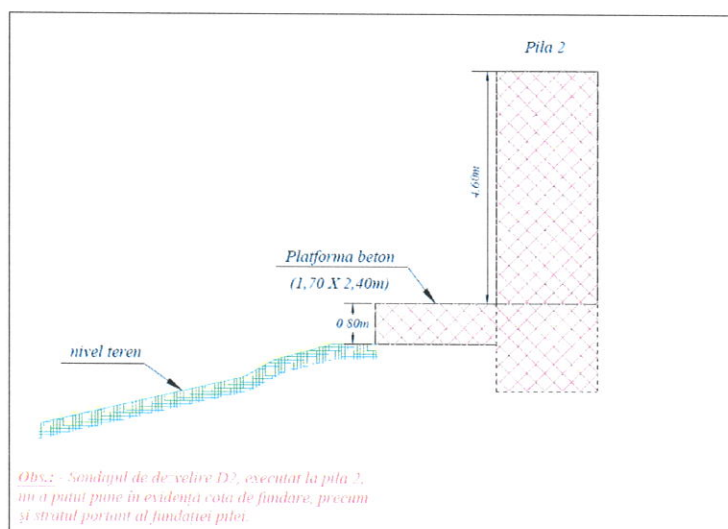 Pila 2
4.60m
Platforma beton
(1,70 X 2,40m)
0.80m
nivel teren
Obs.: - Sondajul de dezvelire D2, executat la pila 2,
nu a putut pune în evidență cota de fundare, precum
și stratul portant al fundației pilei.